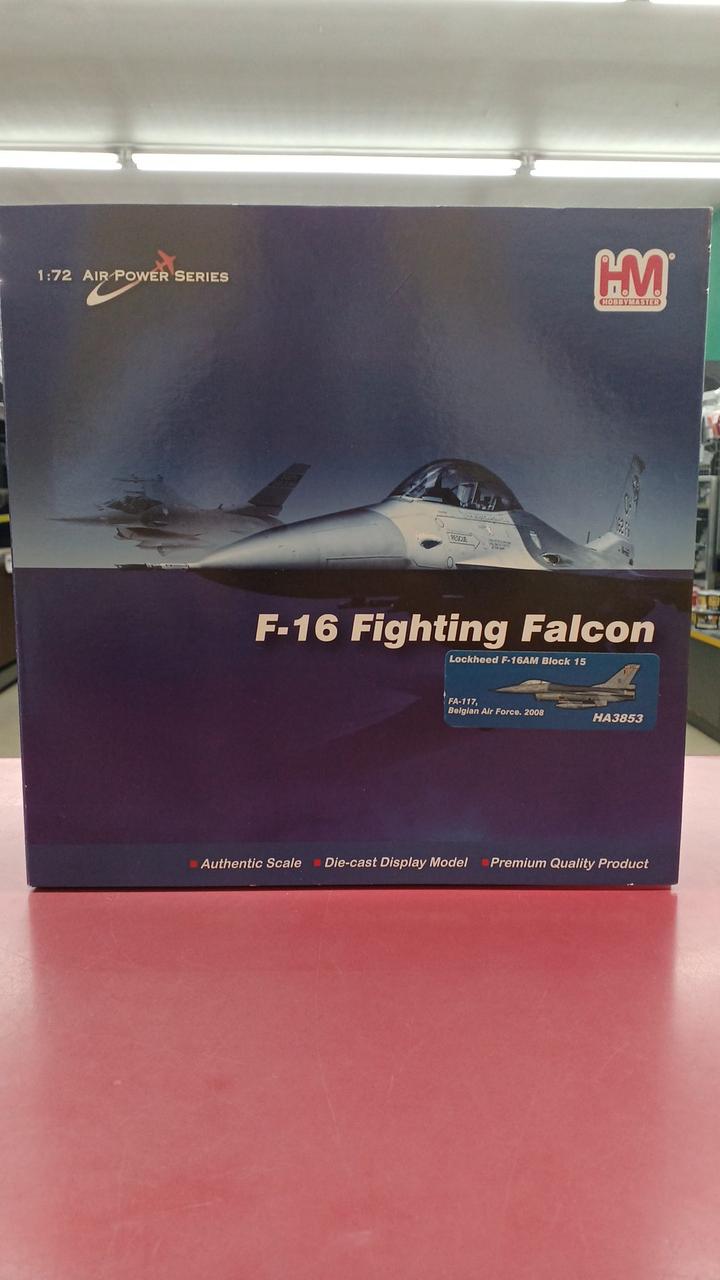 1:72 AIR POWER SERIES
HM
HOBBYMASTER
RESCUE
F-16 Fighting Falcon
Lockheed F-16AM Block 15
FA-117,
Belgian Air Force. 2008
HA3853
Authentic Scale
Die-cast Display Model
Premium Quality Product